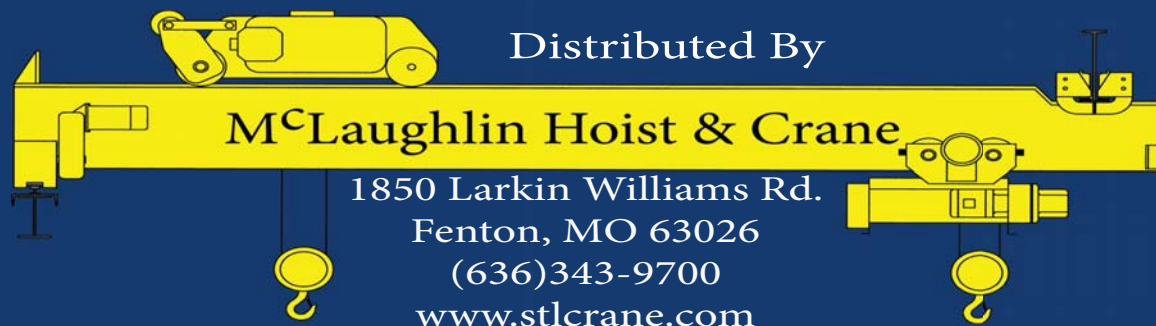 Distributed By
McLaughlin Hoist & Crane
1850 Larkin Williams Rd.
Fenton, MO 63026
(636)343-9700
www.stlcrane.com